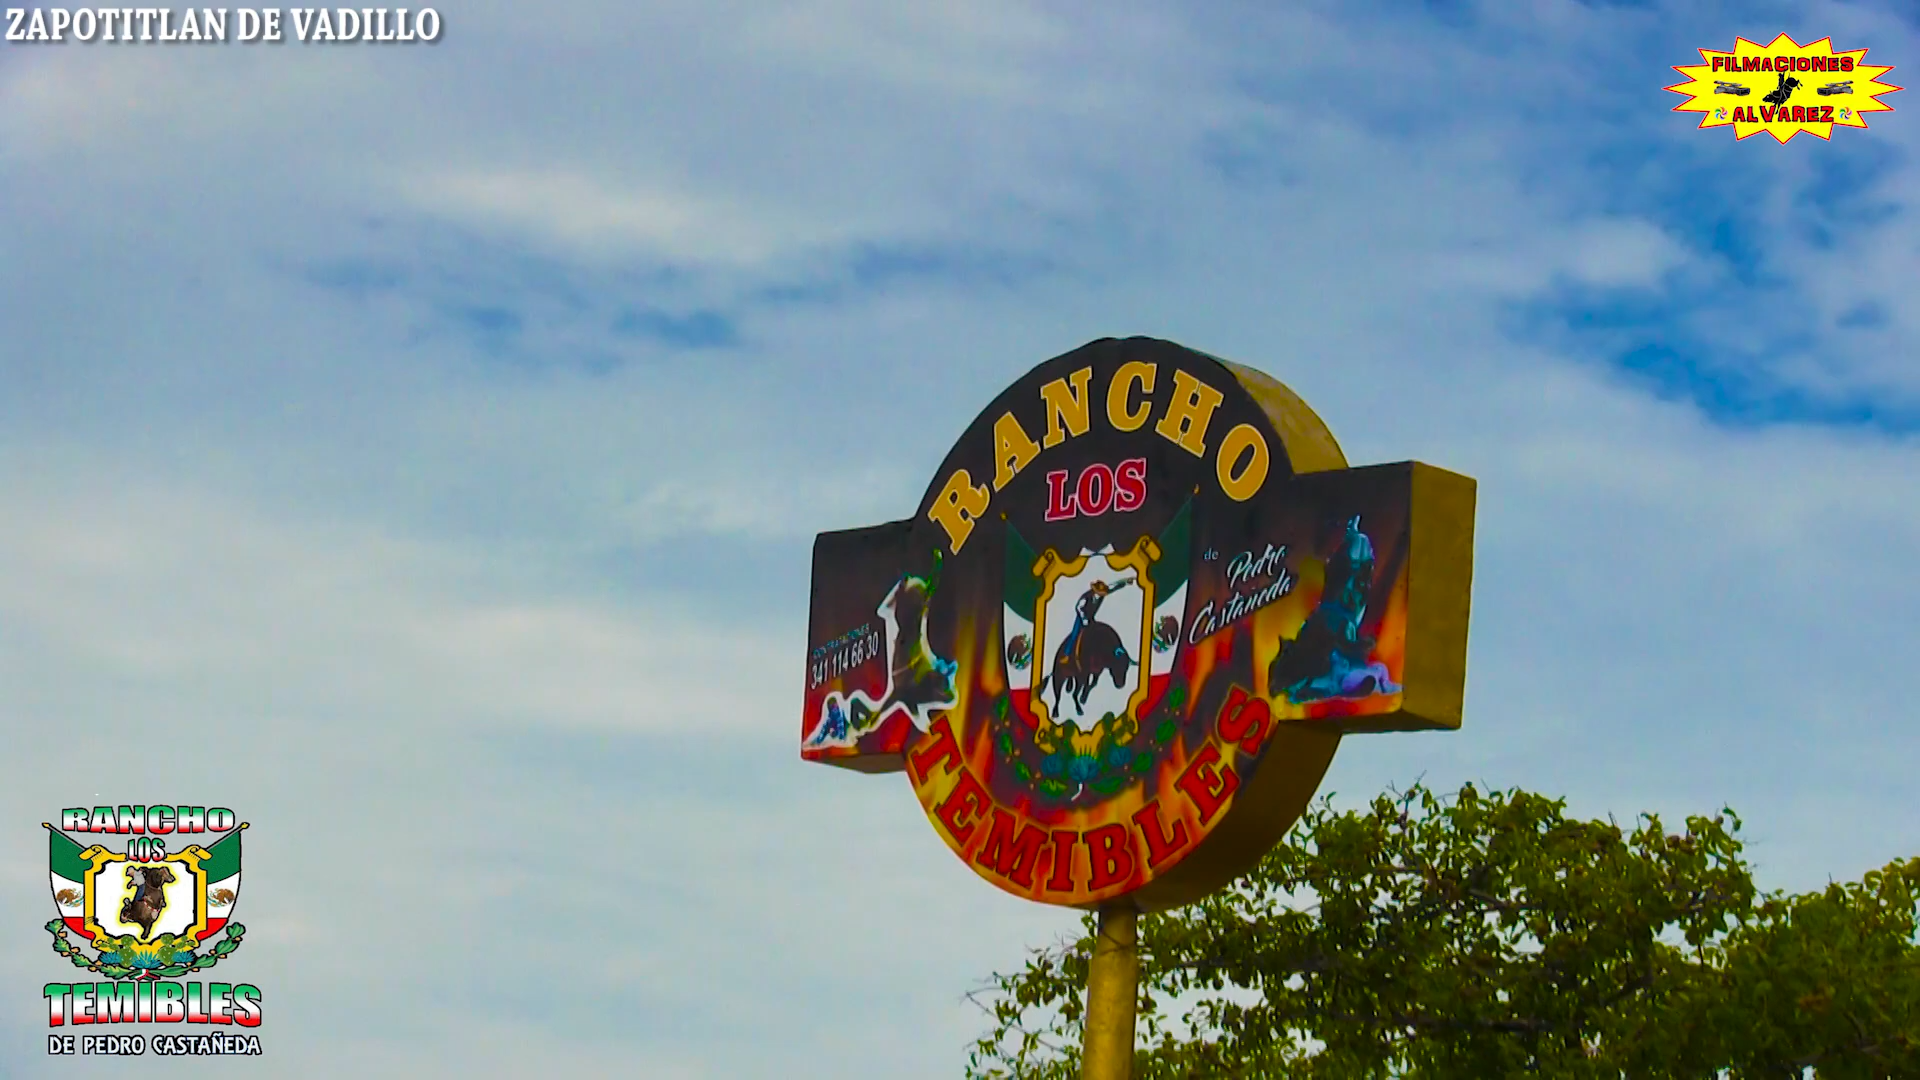 ZAPOTITLAN DE VADILLO
FILMACIONES
ALVAREZ
RANCHO
LOS
de Pedro
Castañeda
CONTRATACIONES
341 114 66 30
TEMIBLES
RANCHO
LOS
TEMIBLES
DE PEDRO CASTAÑEDA